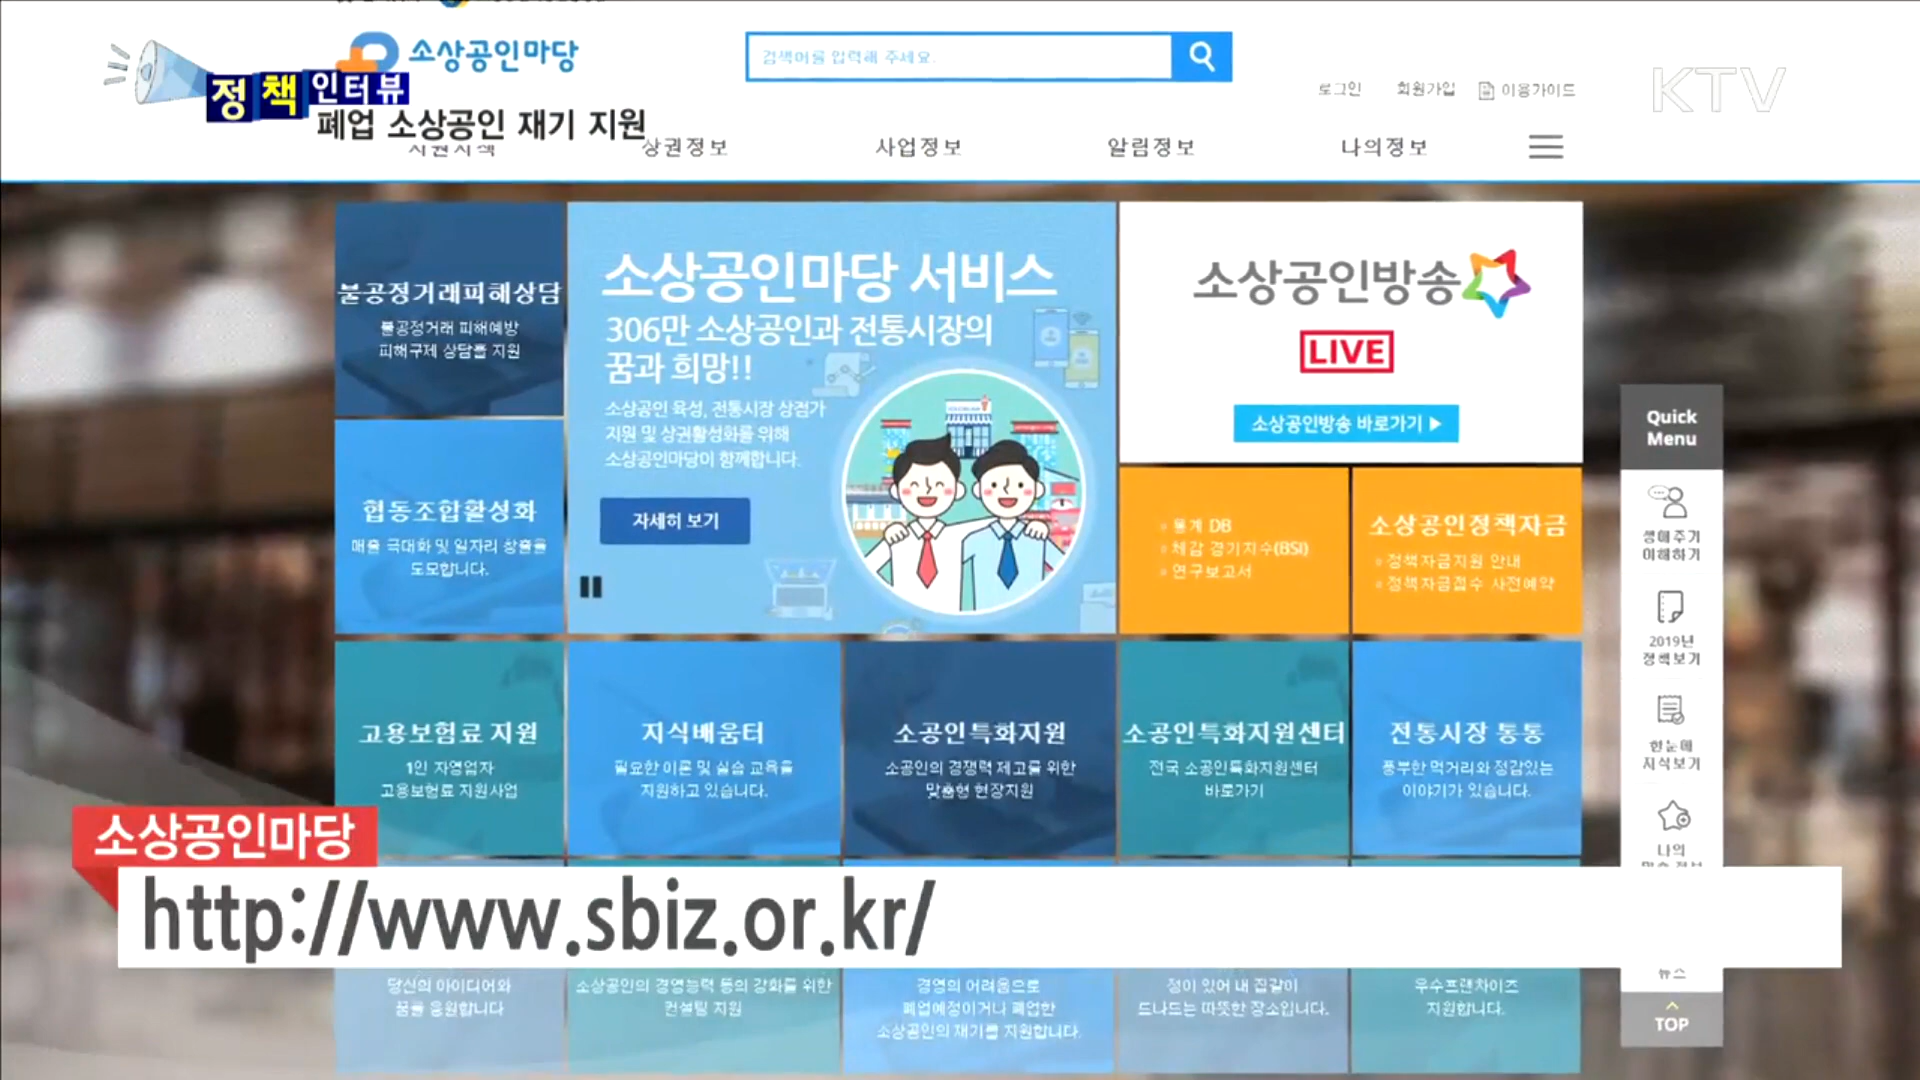 소상공인마당
검색어를 입력해 주세요.
로그인 회원가입 이용가이드
KTV
정책인터뷰
폐업 소상공인 재기 지원
지원시책 상권정보 사업정보 알림정보 나의정보
불공정거래피해상담
불공정거래 피해예방
피해구제 상담을 지원
소상공인마당 서비스
306만 소상공인과 전통시장의
꿈과 희망!!
소상공인 육성, 전통시장 상점가
지원 및 상권활성화를 위해
소상공인마당이 함께합니다.
자세히 보기
소상공인방송
LIVE
소상공인방송 바로가기 ▶
협동조합활성화
매출 극대화 및 일자리 창출을
도모합니다.
통계 DB
체감 경기지수(BSI)
연구보고서
소상공인정책자금
정책자금지원 안내
정책자금접수 사전예약
Quick
Menu
생애주기
이해하기
2019년
정책보기
한눈에
지식보기
나의
고용보험료 지원
1인 자영업자
고용보험료 지원사업
지식배움터
필요한 이론 및 실습 교육을
지원하고 있습니다.
소공인특화지원
소공인의 경쟁력 제고를 위한
맞춤형 현장지원
소공인특화지원센터
전국 소공인특화지원센터
바로가기
전통시장 통통
풍부한 먹거리와 정감있는
이야기가 있습니다.
소상공인마당
http://www.sbiz.or.kr/
당신의 아이디어와
꿈을 응원합니다
소상공인의 경영능력 등의 강화를 위한
컨설팅 지원
경영의 어려움으로
폐업예정이거나 폐업한
소상공인의 재기를 지원합니다.
정이 있어 내 집같이
드나드는 따뜻한 장소입니다.
우수프랜차이즈
지원합니다.
뉴스
TOP